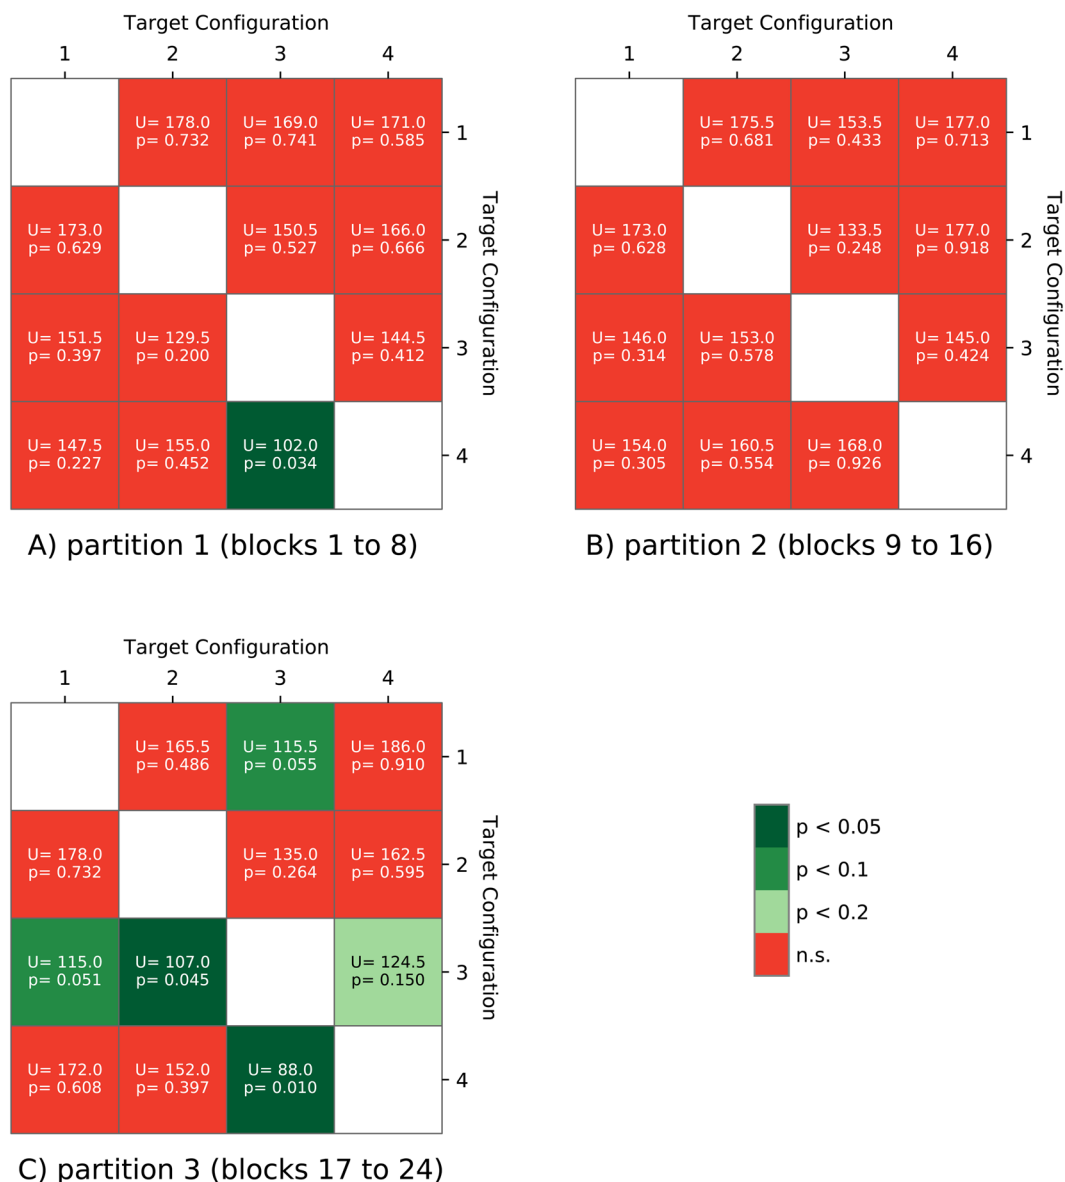 Target Configuration
1 2 3 4
U= 178.0 U= 169.0 U= 171.0
p= 0.732 p= 0.741 p= 0.585
1
U= 173.0 U= 150.5 U= 166.0
p= 0.629 p= 0.527 p= 0.666
2
U= 151.5 U= 129.5 U= 144.5
p= 0.397 p= 0.200 p= 0.412
3
U= 147.5 U= 155.0 U= 102.0
p= 0.227 p= 0.452 p= 0.034
4
Target Configuration
A) partition 1 (blocks 1 to 8)
Target Configuration
1 2 3 4
U= 175.5 U= 153.5 U= 177.0
p= 0.681 p= 0.433 p= 0.713
1
U= 173.0 U= 133.5 U= 177.0
p= 0.628 p= 0.248 p= 0.918
2
U= 146.0 U= 153.0 U= 145.0
p= 0.314 p= 0.578 p= 0.424
3
U= 154.0 U= 160.5 U= 168.0
p= 0.305 p= 0.554 p= 0.926
4
Target Configuration
B) partition 2 (blocks 9 to 16)
Target Configuration
1 2 3 4
U= 165.5 U= 115.5 U= 186.0
p= 0.486 p= 0.055 p= 0.910
1
U= 178.0 U= 135.0 U= 162.5
p= 0.732 p= 0.264 p= 0.595
2
U= 115.0 U= 107.0 U= 124.5
p= 0.051 p= 0.045 p= 0.150
3
U= 172.0 U= 152.0 U= 88.0
p= 0.608 p= 0.397 p= 0.010
4
Target Configuration
C) partition 3 (blocks 17 to 24)
p < 0.05
p < 0.1
p < 0.2
n.s.